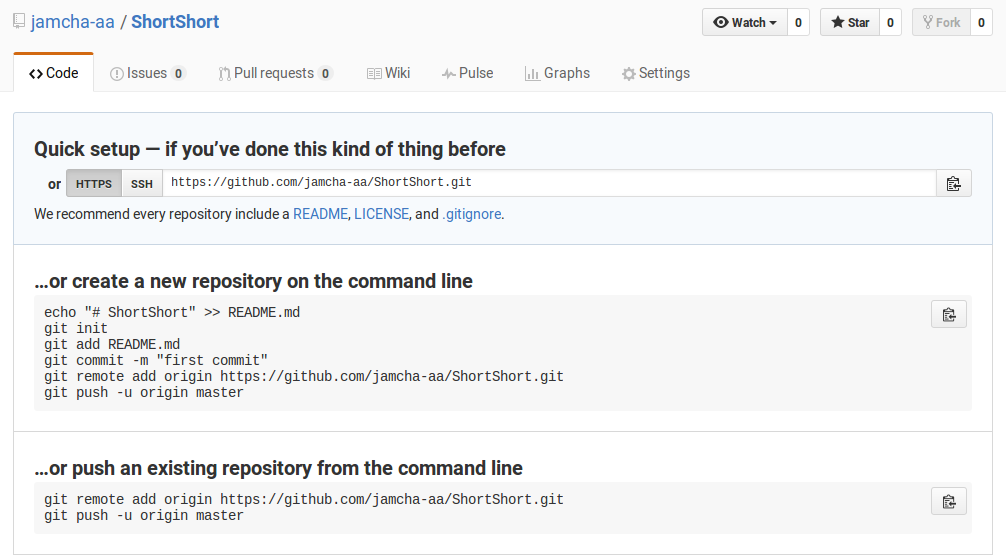 jamcha-aa / ShortShort
Watch 0 Star 0 Fork 0
Code Issues 0 Pull requests 0 Wiki Pulse Graphs Settings
Quick setup — if you’ve done this kind of thing before
or HTTPS SSH https://github.com/jamcha-aa/ShortShort.git
We recommend every repository include a README, LICENSE, and .gitignore.
…or create a new repository on the command line
echo "# ShortShort" >> README.md
git init
git add README.md
git commit -m "first commit"
git remote add origin https://github.com/jamcha-aa/ShortShort.git
git push -u origin master
…or push an existing repository from the command line
git remote add origin https://github.com/jamcha-aa/ShortShort.git
git push -u origin master